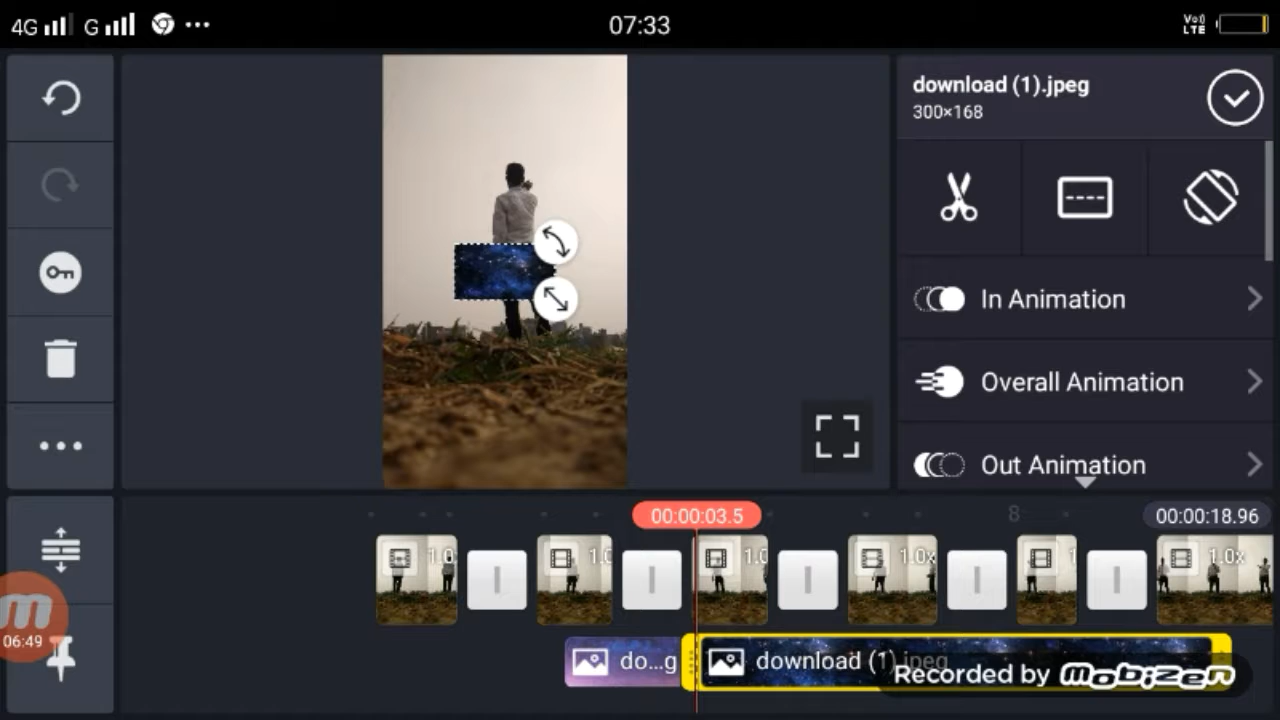 4G G 07:33 Vo)) LTE
download (1).jpeg
300×168
In Animation
Overall Animation
Out Animation
00:00:03.5 8 00:00:18.96
1.0 1.0 1.0 1.0x 1 1.0x
06:49
do...g download (1).jpeg
Recorded by mobizen